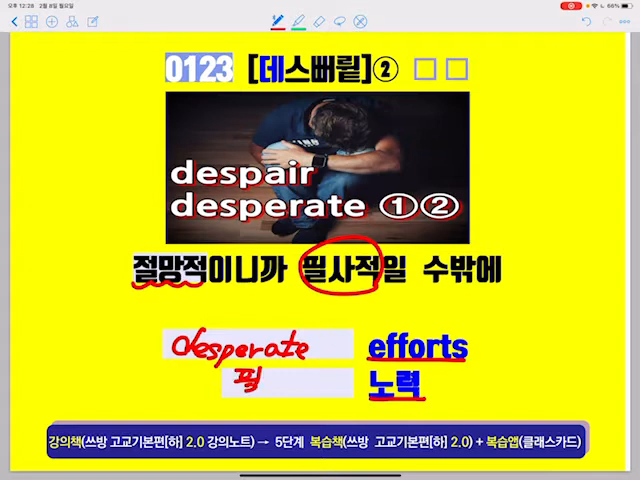 오후 12:28 2월 8일 월요일 66%
0123 [데스뻐륕]② □ □
despair
desperate ①②
절망적이니까 필사적일 수밖에
desperate efforts
필 노력
강의책(쓰방 고교기본편[하] 2.0 강의노트) → 5단계 복습책(쓰방 고교기본편[하] 2.0) + 복습앱(클래스카드)